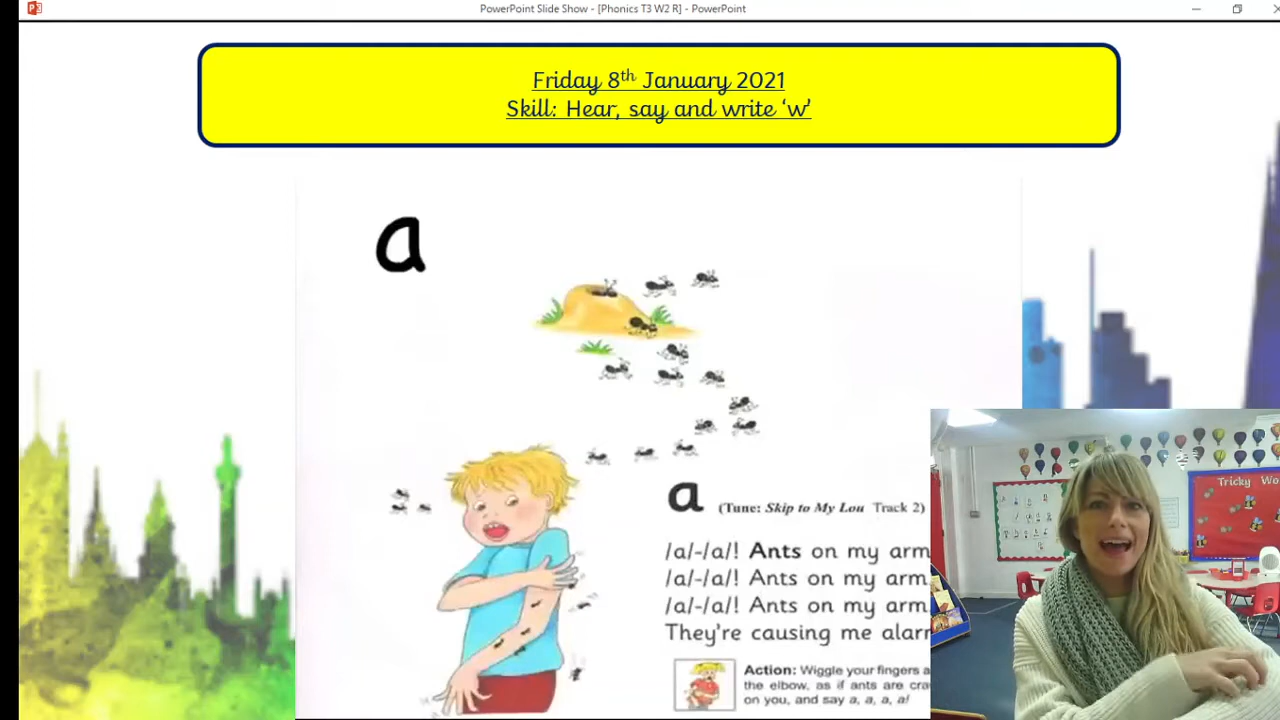 PowerPoint Slide Show - [Phonics T3 W2 R] - PowerPoint
Friday 8th January 2021
Skill: Hear, say and write ‘w’
a
a (Tune: Skip to My Lou Track 2)
/a/-/a/! Ants on my arm
/a/-/a/! Ants on my arm
/a/-/a/! Ants on my arm
They're causing me alar
Action: Wiggle your fingers a
the elbow, as if ants are cra
on you, and say a, a, a, a!
Tricky Wo